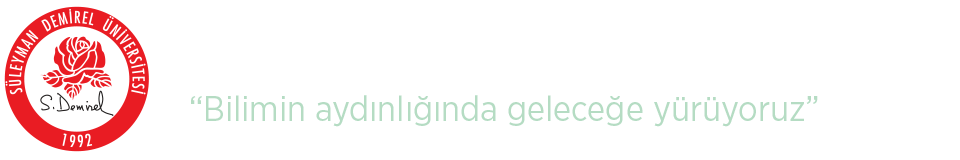 SÜLEYMAN DEMİREL ÜNİVERSİTESİ
S. Demirel
1992
“Bilimin aydınlığında geleceğe yürüyoruz”